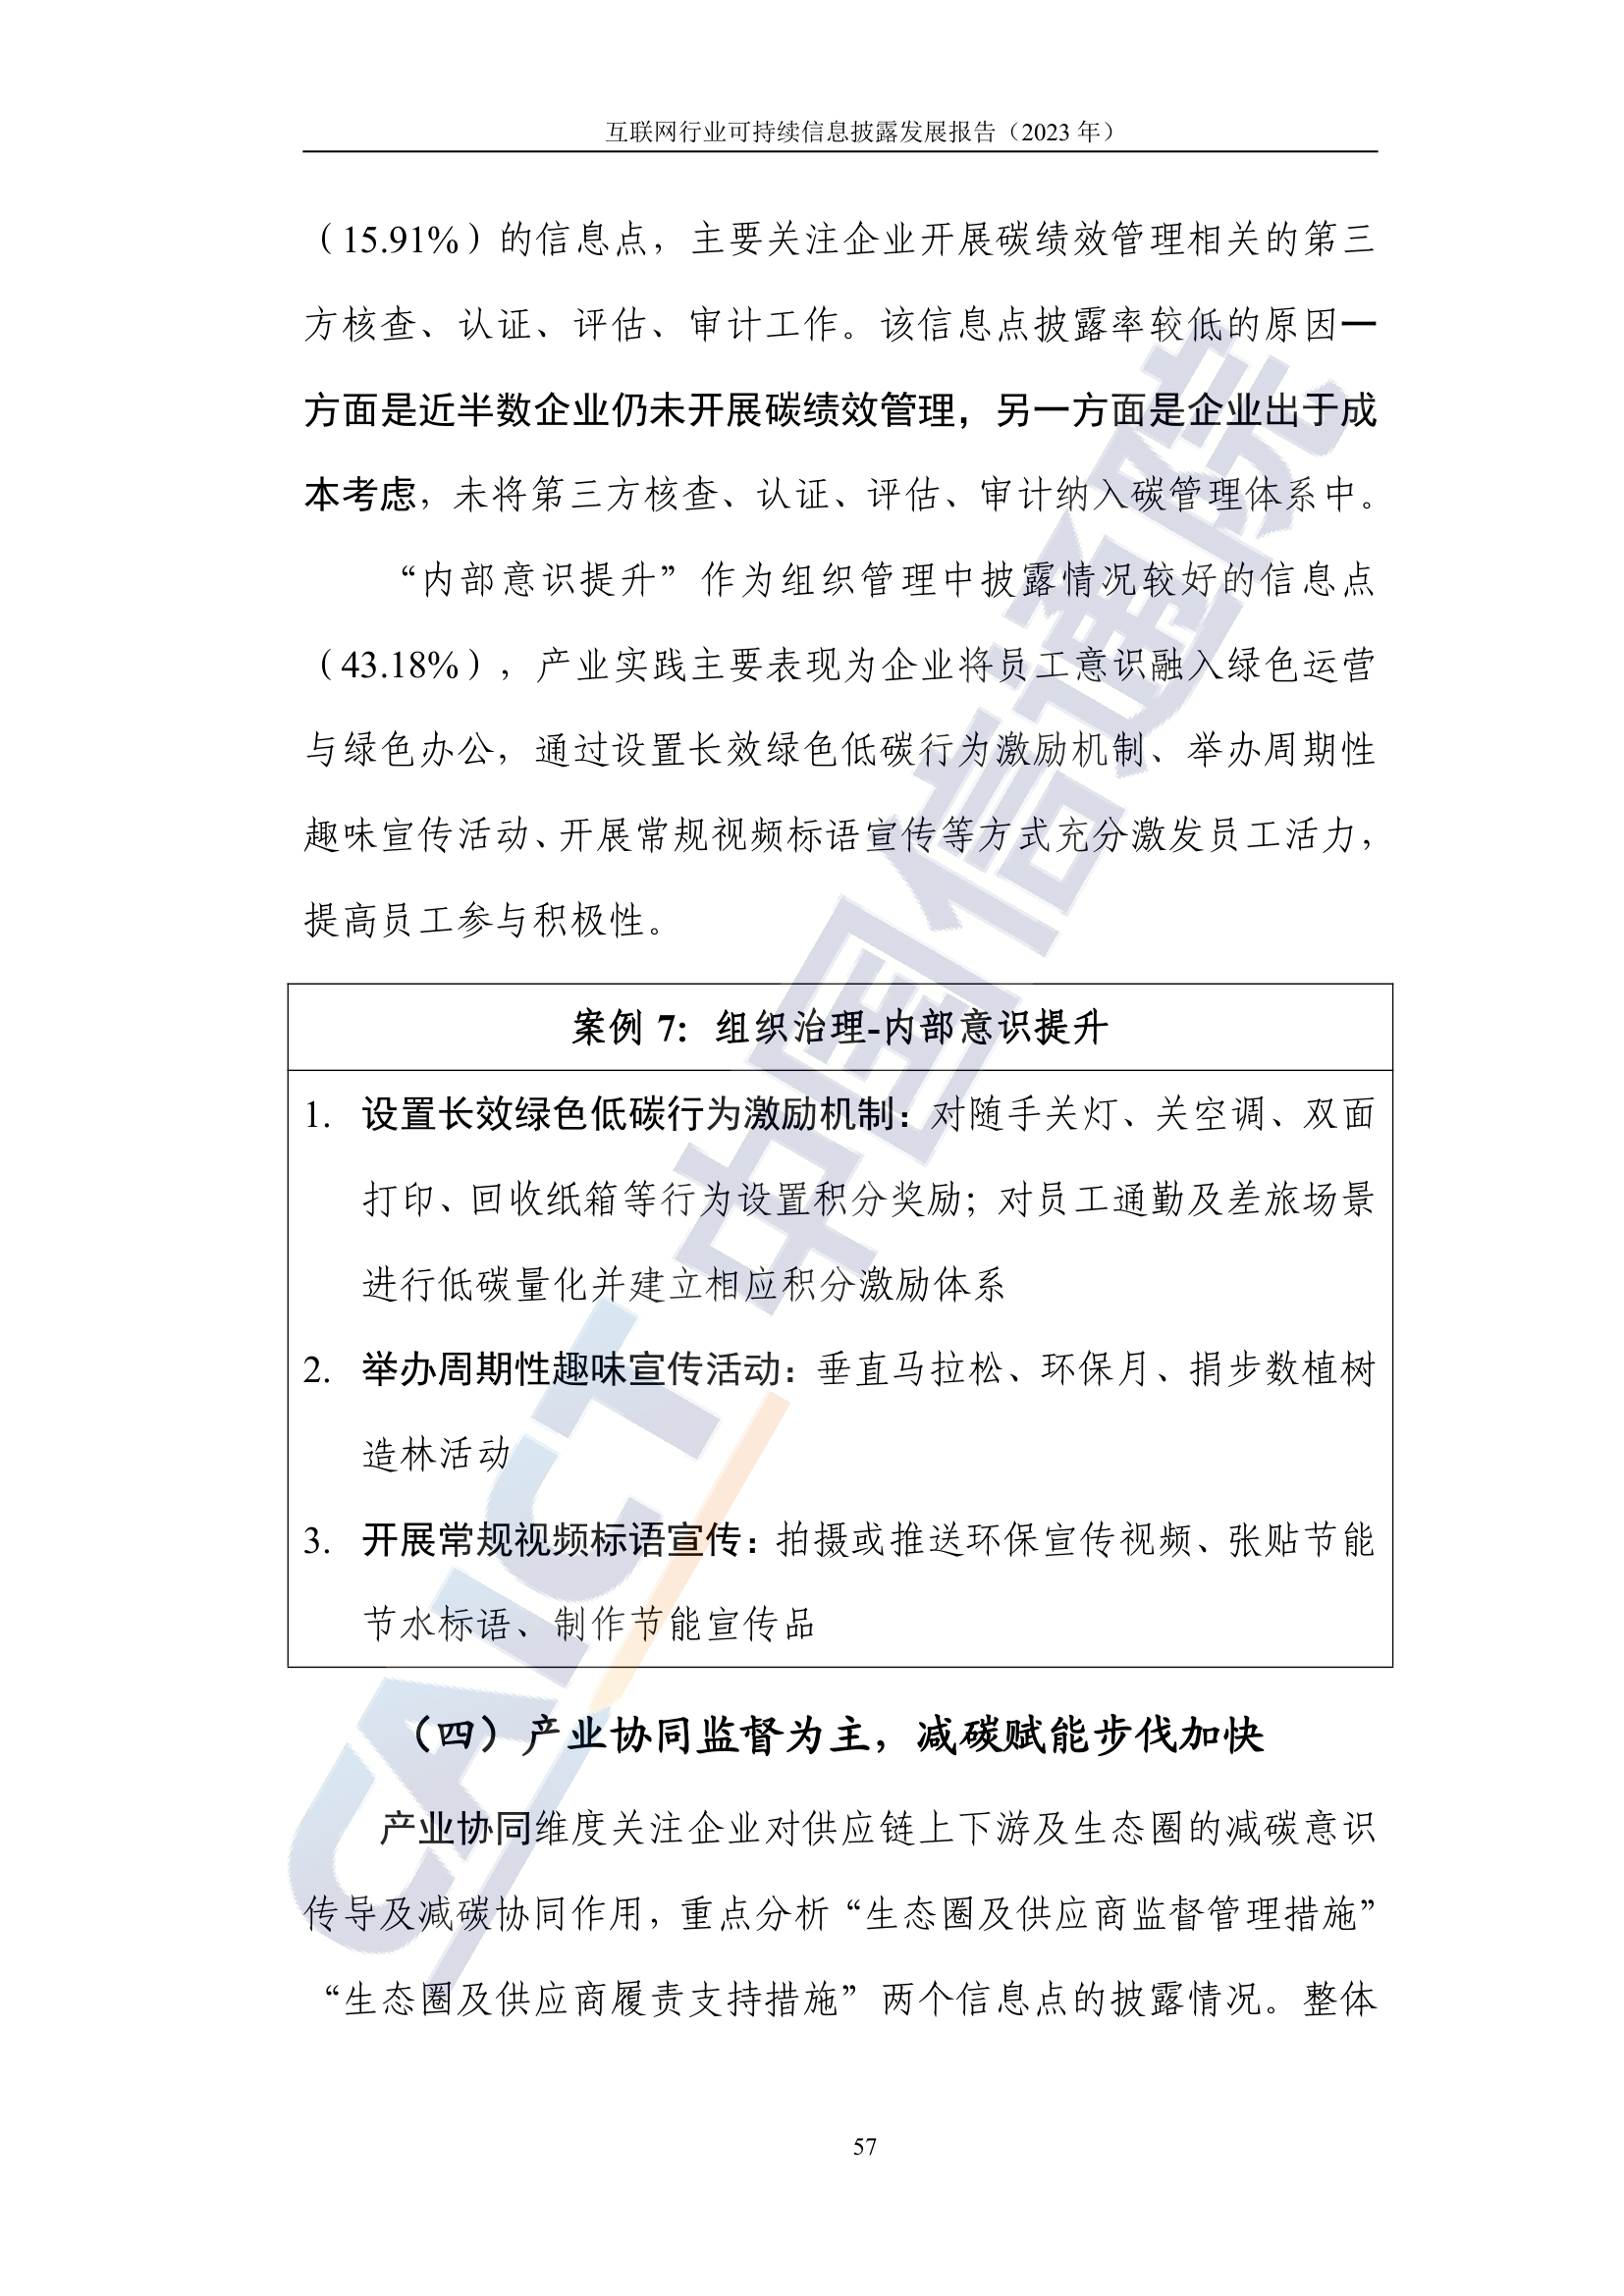 互联网行业可持续信息披露发展报告（2023 年）
（15.91%）的信息点，主要关注企业开展碳绩效管理相关的第三
方核查、认证、评估、审计工作。该信息点披露率较低的原因一
方面是近半数企业仍未开展碳绩效管理，另一方面是企业出于成
本考虑，未将第三方核查、认证、评估、审计纳入碳管理体系中。
“内部意识提升”作为组织管理中披露情况较好的信息点
（43.18%），产业实践主要表现为企业将员工意识融入绿色运营
与绿色办公，通过设置长效绿色低碳行为激励机制、举办周期性
趣味宣传活动、开展常规视频标语宣传等方式充分激发员工活力，
提高员工参与积极性。
案例 7：组织治理-内部意识提升
1. 设置长效绿色低碳行为激励机制：对随手关灯、关空调、双面
打印、回收纸箱等行为设置积分奖励；对员工通勤及差旅场景
进行低碳量化并建立相应积分激励体系
2. 举办周期性趣味宣传活动：垂直马拉松、环保月、捐步数植树
造林活动
3. 开展常规视频标语宣传：拍摄或推送环保宣传视频、张贴节能
节水标语、制作节能宣传品
（四）产业协同监督为主，减碳赋能步伐加快
产业协同维度关注企业对供应链上下游及生态圈的减碳意识
传导及减碳协同作用，重点分析“生态圈及供应商监督管理措施”
“生态圈及供应商履责支持措施”两个信息点的披露情况。整体
57
CAICT 中国信通院